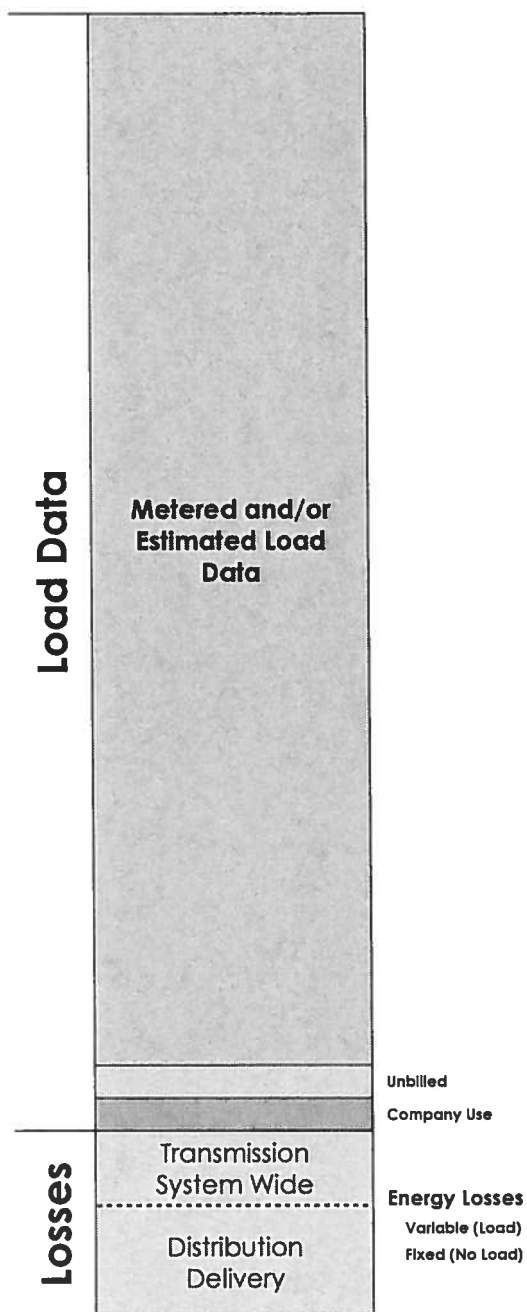 Load Data
Metered and/or
Estimated Load
Data
Unbilled
Company Use
Losses
Transmission
System Wide
Distribution
Delivery
Energy Losses
Variable (Load)
Fixed (No Load)